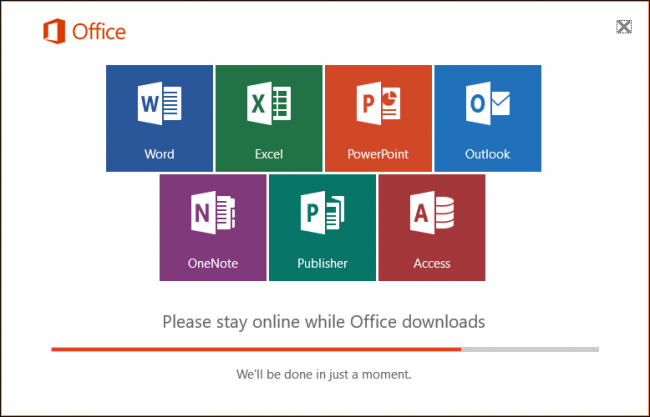 Office
W
X
P
O
Word
Excel
PowerPoint
Outlook
N
P
A
OneNote
Publisher
Access
Please stay online while Office downloads
We'll be done in just a moment.